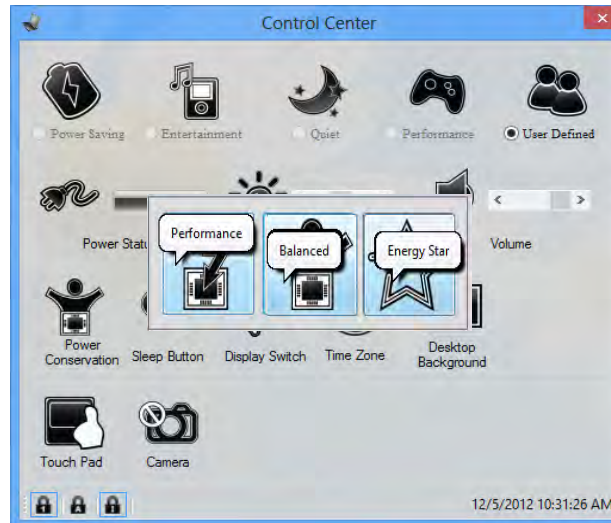 Control Center
Power Saving
Entertainment
Quiet
Performance
User Defined
Performance
Balanced
Energy Star
Power
Volume
Power
Conservation
Sleep Button
Display Switch
Time Zone
Desktop
Background
Touch Pad
Camera
12/5/2012 10:31:26 AM